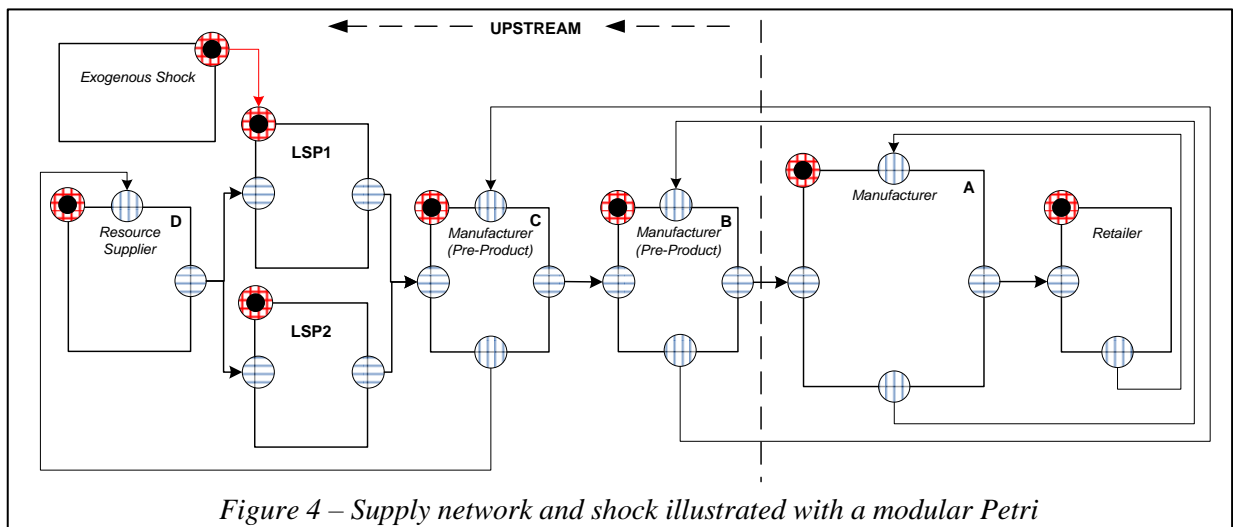 UPSTREAM
Exogenous Shock
LSP1
D
Resource
Supplier
LSP2
C
Manufacturer
(Pre-Product)
B
Manufacturer
(Pre-Product)
A
Manufacturer
Retailer
Figure 4 – Supply network and shock illustrated with a modular Petri